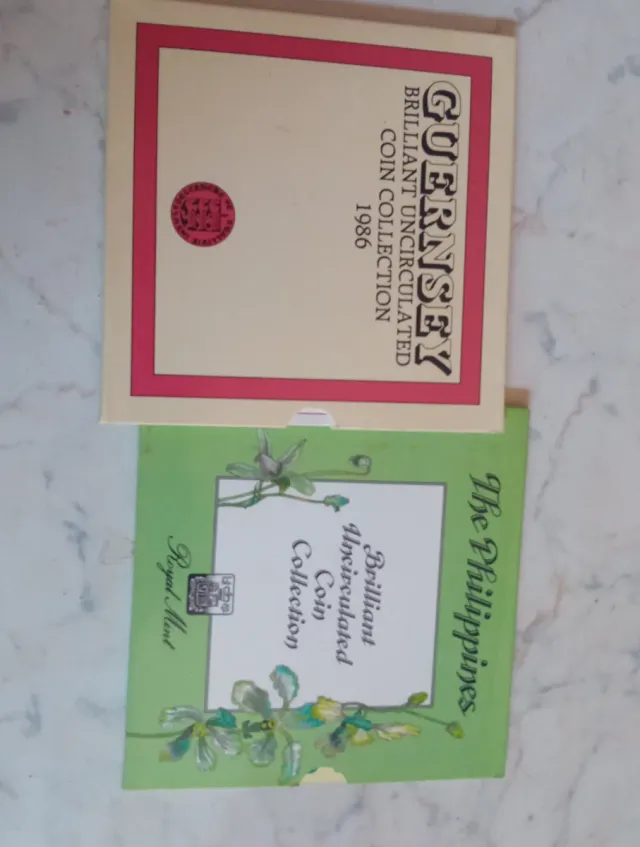 GUERNSEY
BRILLIANT UNCIRCULATED
COIN COLLECTION
1986
The Philippines
Brilliant
Uncirculated
Coin
Collection
Royal Mint